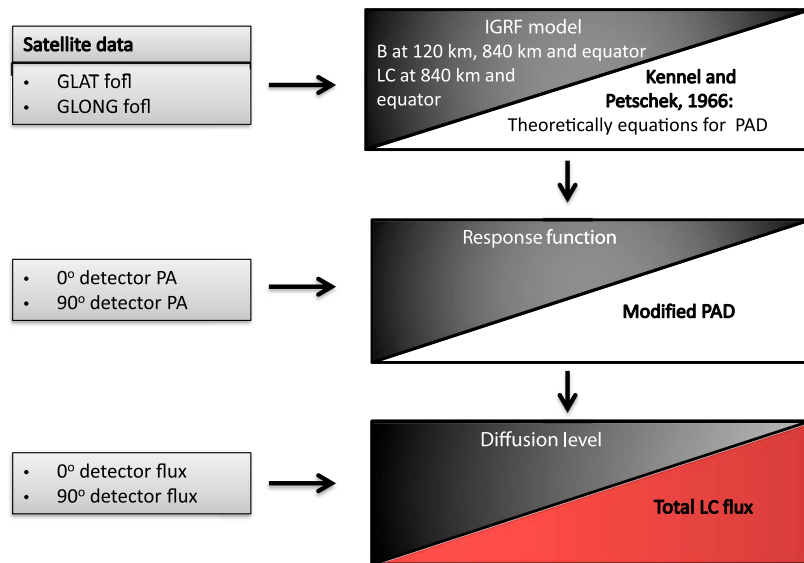 Satellite data
• GLAT fofl
• GLONG fofl
IGRF model
B at 120 km, 840 km and equator
LC at 840 km and
equator
Kennel and
Petschek, 1966:
Theoretically equations for PAD
• 0° detector PA
• 90° detector PA
Response function
Modified PAD
• 0° detector flux
• 90° detector flux
Diffusion level
Total LC flux